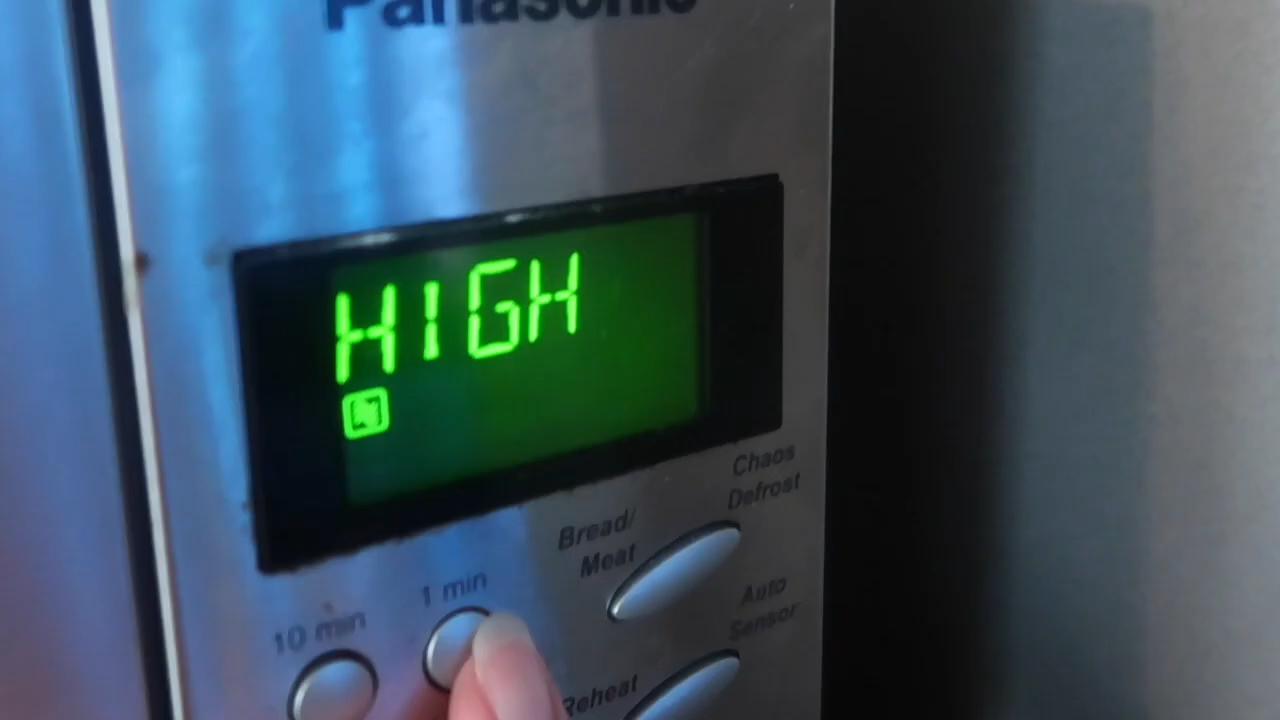 Panasonic
HIGH
Chaos
Defrost
Bread/
Meat
1 min
10 min
Auto
Sensor
Reheat